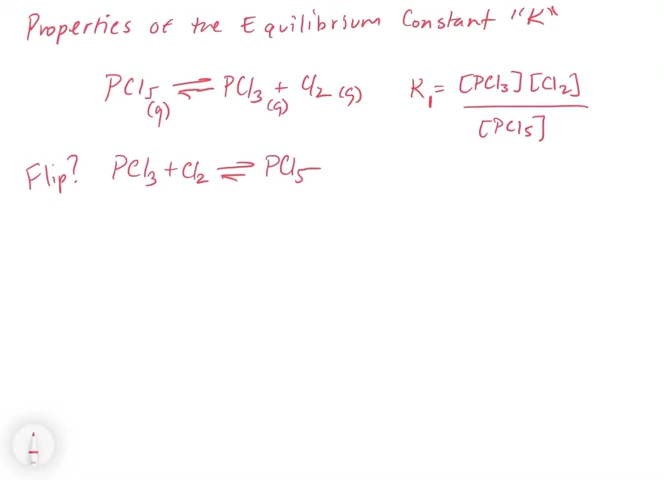 Properties of the Equilibrium Constant "K"
PCl5 (g) ⇌ PCl3 (g) + Cl2 (g) K1 = [PCl3][Cl2] / [PCl5]
Flip? PCl3 + Cl2 ⇌ PCl5